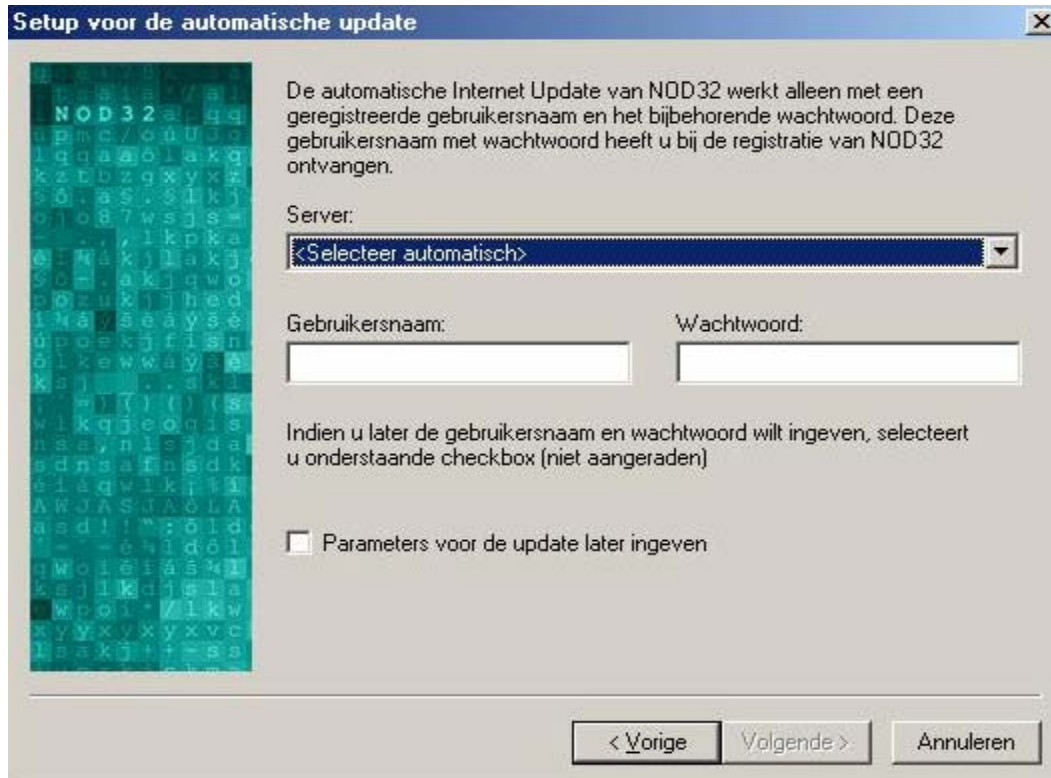 Setup voor de automatische update
NOD32
De automatische Internet Update van NOD32 werkt alleen met een
geregistreerde gebruikersnaam en het bijbehorende wachtwoord. Deze
gebruikersnaam met wachtwoord heeft u bij de registratie van NOD32
ontvangen.
Server:
<Selecteer automatisch>
Gebruikersnaam:
Wachtwoord:
Indien u later de gebruikersnaam en wachtwoord wilt ingeven, selecteert
u onderstaande checkbox (niet aangeraden)
Parameters voor de update later ingeven
< Vorige
Volgende >
Annuleren